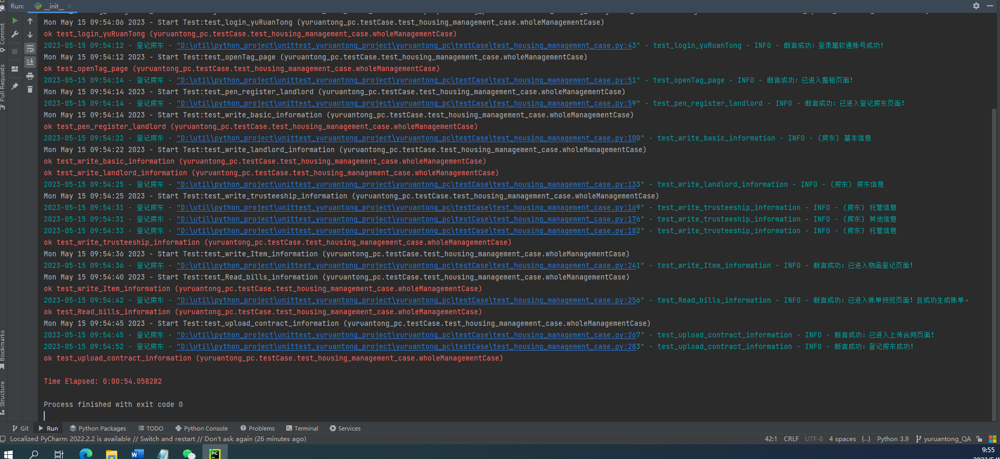 Run: __init__
Mon May 15 09:54:06 2023 - Start Test:test_login_yuRuanTong (yuruantong_pc.testCase.test_housing_management_case.wholeManagementCase)
ok test_login_yuRuanTong (yuruantong_pc.testCase.test_housing_management_case.wholeManagementCase)
2023-05-15 09:54:12 - 登记房东 - "D:\util\python_project\unittest_yuruantong_project\yuruantong_pc\testCase\test_housing_management_case.py:43" - test_login_yuRuanTong - INFO - 断言成功: 登录寓软通账号成功!
Mon May 15 09:54:12 2023 - Start Test:test_openTag_page (yuruantong_pc.testCase.test_housing_management_case.wholeManagementCase)
ok test_openTag_page (yuruantong_pc.testCase.test_housing_management_case.wholeManagementCase)
2023-05-15 09:54:14 - 登记房东 - "D:\util\python_project\unittest_yuruantong_project\yuruantong_pc\testCase\test_housing_management_case.py:51" - test_openTag_page - INFO - 断言成功: 已进入整租页面!
Mon May 15 09:54:14 2023 - Start Test:test_pen_register_landlord (yuruantong_pc.testCase.test_housing_management_case.wholeManagementCase)
2023-05-15 09:54:14 - 登记房东 - "D:\util\python_project\unittest_yuruantong_project\yuruantong_pc\testCase\test_housing_management_case.py:59" - test_pen_register_landlord - INFO - 断言成功: 已进入登记房东页面!
Mon May 15 09:54:14 2023 - Start Test:test_write_basic_information (yuruantong_pc.testCase.test_housing_management_case.wholeManagementCase)
ok test_pen_register_landlord (yuruantong_pc.testCase.test_housing_management_case.wholeManagementCase)
2023-05-15 09:54:22 - 登记房东 - "D:\util\python_project\unittest_yuruantong_project\yuruantong_pc\testCase\test_housing_management_case.py:100" - test_write_basic_information - INFO - (房东) 基本信息
Mon May 15 09:54:22 2023 - Start Test:test_write_landlord_information (yuruantong_pc.testCase.test_housing_management_case.wholeManagementCase)
ok test_write_basic_information (yuruantong_pc.testCase.test_housing_management_case.wholeManagementCase)
ok test_write_landlord_information (yuruantong_pc.testCase.test_housing_management_case.wholeManagementCase)
2023-05-15 09:54:25 - 登记房东 - "D:\util\python_project\unittest_yuruantong_project\yuruantong_pc\testCase\test_housing_management_case.py:133" - test_write_landlord_information - INFO - (房东) 房东信息
Mon May 15 09:54:25 2023 - Start Test:test_write_trusteeship_information (yuruantong_pc.testCase.test_housing_management_case.wholeManagementCase)
2023-05-15 09:54:31 - 登记房东 - "D:\util\python_project\unittest_yuruantong_project\yuruantong_pc\testCase\test_housing_management_case.py:169" - test_write_trusteeship_information - INFO - (房东) 托管信息
2023-05-15 09:54:31 - 登记房东 - "D:\util\python_project\unittest_yuruantong_project\yuruantong_pc\testCase\test_housing_management_case.py:176" - test_write_trusteeship_information - INFO - (房东) 其他信息
2023-05-15 09:54:33 - 登记房东 - "D:\util\python_project\unittest_yuruantong_project\yuruantong_pc\testCase\test_housing_management_case.py:182" - test_write_trusteeship_information - INFO - (房东) 托管信息
ok test_write_trusteeship_information (yuruantong_pc.testCase.test_housing_management_case.wholeManagementCase)
Mon May 15 09:54:36 2023 - Start Test:test_write_Item_information (yuruantong_pc.testCase.test_housing_management_case.wholeManagementCase)
2023-05-15 09:54:36 - 登记房东 - "D:\util\python_project\unittest_yuruantong_project\yuruantong_pc\testCase\test_housing_management_case.py:241" - test_write_Item_information - INFO - 断言成功: 已进入物品登记页面!
Mon May 15 09:54:40 2023 - Start Test:test_Read_bills_information (yuruantong_pc.testCase.test_housing_management_case.wholeManagementCase)
ok test_write_Item_information (yuruantong_pc.testCase.test_housing_management_case.wholeManagementCase)
2023-05-15 09:54:42 - 登记房东 - "D:\util\python_project\unittest_yuruantong_project\yuruantong_pc\testCase\test_housing_management_case.py:256" - test_Read_bills_information - INFO - 断言成功: 已进入账单预览页面! 且成功生成账单。
ok test_Read_bills_information (yuruantong_pc.testCase.test_housing_management_case.wholeManagementCase)
Mon May 15 09:54:45 2023 - Start Test:test_upload_contract_information (yuruantong_pc.testCase.test_housing_management_case.wholeManagementCase)
2023-05-15 09:54:45 - 登记房东 - "D:\util\python_project\unittest_yuruantong_project\yuruantong_pc\testCase\test_housing_management_case.py:267" - test_upload_contract_information - INFO - 断言成功: 已进入上传合同页面!
2023-05-15 09:54:52 - 登记房东 - "D:\util\python_project\unittest_yuruantong_project\yuruantong_pc\testCase\test_housing_management_case.py:283" - test_upload_contract_information - INFO - 断言成功: 登记房东成功!
ok test_upload_contract_information (yuruantong_pc.testCase.test_housing_management_case.wholeManagementCase)
Time Elapsed: 0:00:54.058282
Process finished with exit code 0
Commit
Pull Requests
Bookmarks
Structure
Git Run Python Packages TODO Python Console Problems Terminal Services
Localized PyCharm 2022.2.2 is available // Switch and restart // Don't ask again (26 minutes ago) 42:1 CRLF UTF-8 4 spaces {...} Python 3.9 yuruantong_QA
9:55